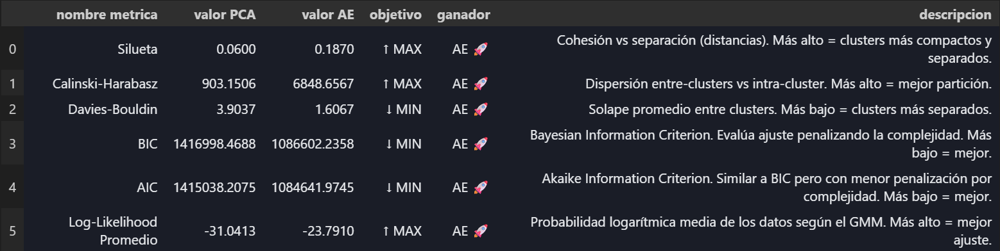 nombre metrica valor PCA valor AE objetivo ganador descripcion
0 Silueta 0.0600 0.1870 ↑ MAX AE 🚀 Cohesión vs separación (distancias). Más alto = clusters más compactos y
separados.
1 Calinski-Harabasz 903.1506 6848.6567 ↑ MAX AE 🚀 Dispersión entre-clusters vs intra-cluster. Más alto = mejor partición.
2 Davies-Bouldin 3.9037 1.6067 ↓ MIN AE 🚀 Solape promedio entre clusters. Más bajo = clusters más separados.
3 BIC 1416998.4688 1086602.2358 ↓ MIN AE 🚀 Bayesian Information Criterion. Evalúa ajuste penalizando la complejidad. Más
bajo = mejor.
4 AIC 1415038.2075 1084641.9745 ↓ MIN AE 🚀 Akaike Information Criterion. Similar a BIC pero con menor penalización por
complejidad. Más bajo = mejor.
5 Log-Likelihood
Promedio -31.0413 -23.7910 ↑ MAX AE 🚀 Probabilidad logarítmica media de los datos según el GMM. Más alto = mejor
ajuste.